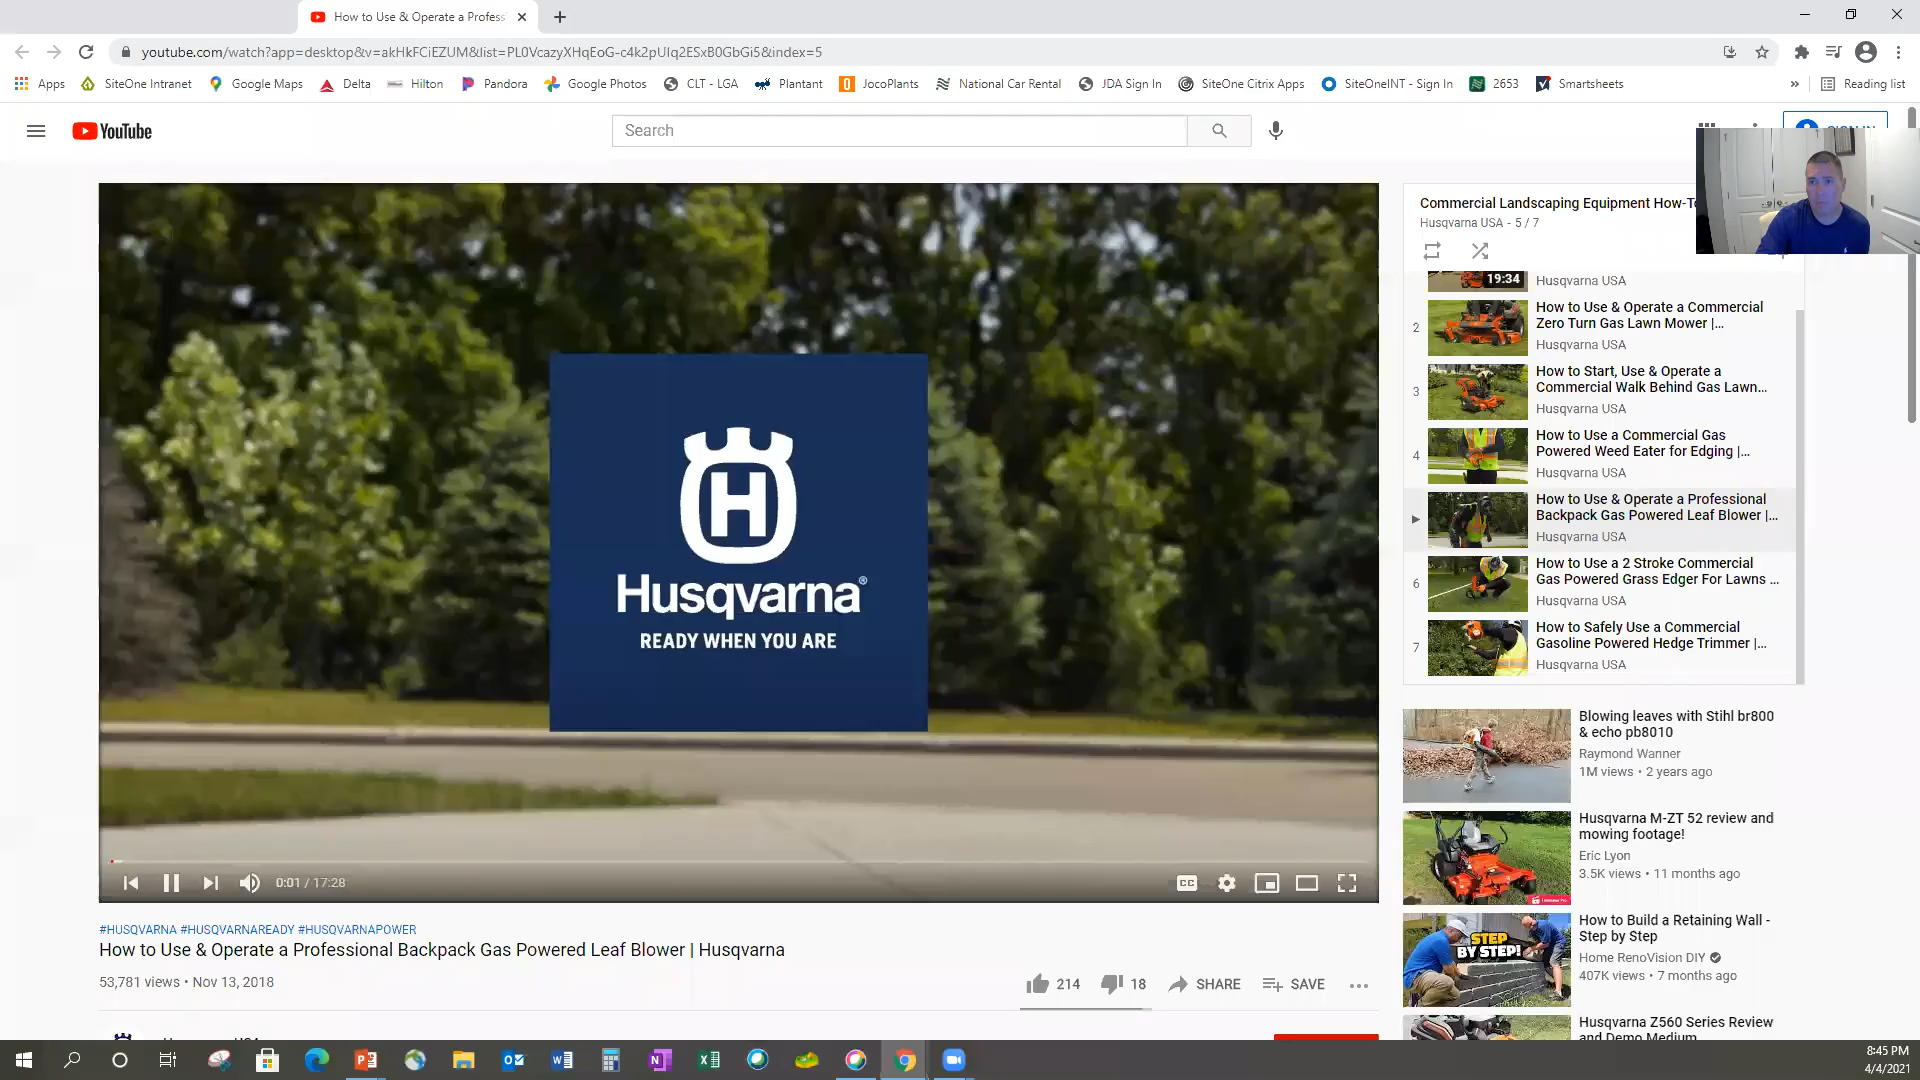 How to Use & Operate a Profess
youtube.com/watch?app=desktop&v=akHkFCiEZUM&list=PL0VcazyXHqEoG-c4k2pUIq2ESxB0GbGi5&index=5
Apps SiteOne Intranet Google Maps Delta Hilton Pandora Google Photos CLT - LGA Plantant JocoPlants National Car Rental JDA Sign In SiteOne Citrix Apps SiteOneINT - Sign In 2653 Smartsheets » Reading list
YouTube
Search
Husqvarna®
READY WHEN YOU ARE
0:01 / 17:28
CC
#HUSQVARNA #HUSQVARNAREADY #HUSQVARNAPOWER
How to Use & Operate a Professional Backpack Gas Powered Leaf Blower | Husqvarna
53,781 views • Nov 13, 2018
214 18 SHARE SAVE
Commercial Landscaping Equipment How-To
Husqvarna USA - 5 / 7
19:34
Husqvarna USA
2
How to Use & Operate a Commercial
Zero Turn Gas Lawn Mower |...
Husqvarna USA
3
How to Start, Use & Operate a
Commercial Walk Behind Gas Lawn...
Husqvarna USA
4
How to Use a Commercial Gas
Powered Weed Eater for Edging |...
Husqvarna USA
How to Use & Operate a Professional
Backpack Gas Powered Leaf Blower |...
Husqvarna USA
6
How to Use a 2 Stroke Commercial
Gas Powered Grass Edger For Lawns ...
Husqvarna USA
7
How to Safely Use a Commercial
Gasoline Powered Hedge Trimmer |...
Husqvarna USA
Blowing leaves with Stihl br800
& echo pb8010
Raymond Wanner
1M views • 2 years ago
Husqvarna M-ZT 52 review and
mowing footage!
Eric Lyon
3.5K views • 11 months ago
STEP
BY STEP!
How to Build a Retaining Wall -
Step by Step
Home RenoVision DIY
407K views • 7 months ago
Husqvarna Z560 Series Review
and Demo Medium
8:45 PM
4/4/2021